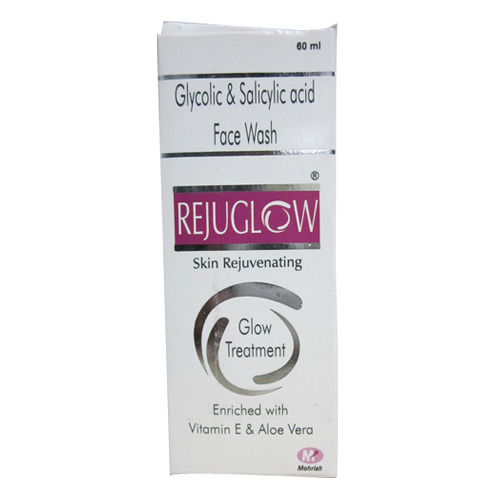 60 ml
Glycolic & Salicylic acid
Face Wash
REJUGLOW®
Skin Rejuvenating
Glow
Treatment
Enriched with
Vitamin E & Aloe Vera
M
Mohrish